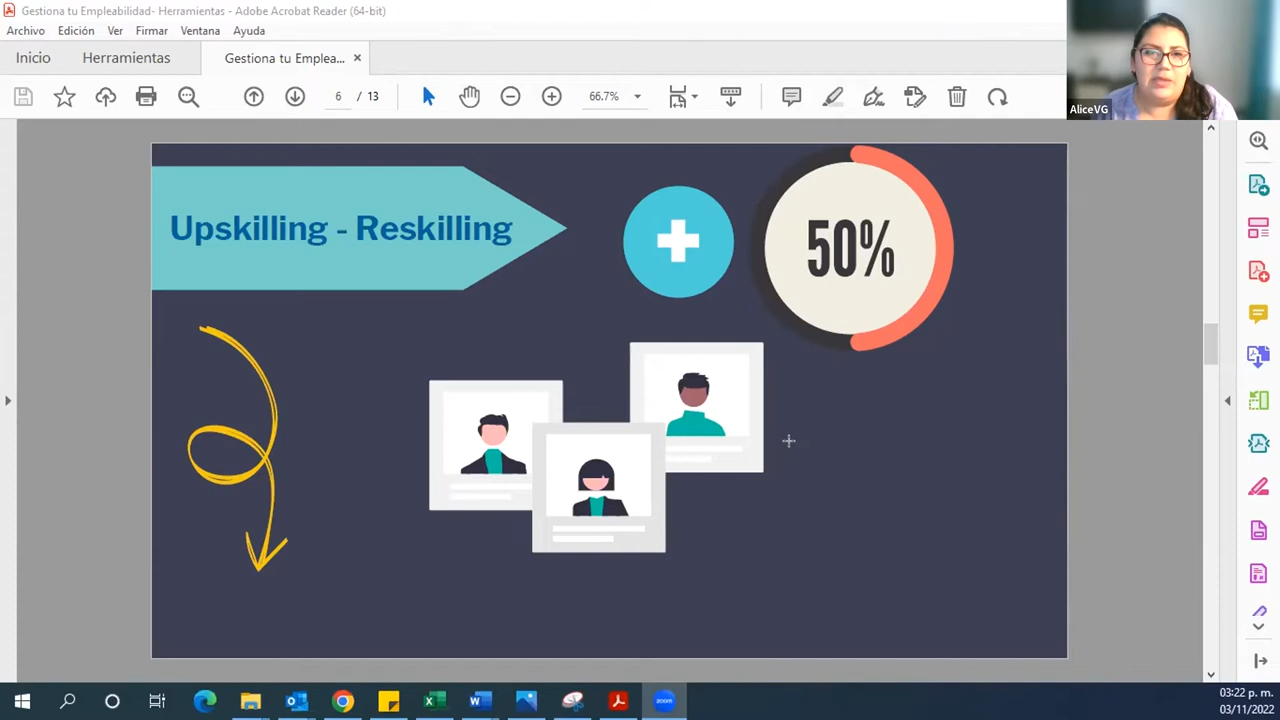 Gestiona tu Empleabilidad- Herramientas - Adobe Acrobat Reader (64-bit)
Archivo Edición Ver Firmar Ventana Ayuda
Inicio Herramientas Gestiona tu Emplea... ×
6 / 13 66.7%
AliceVG
Upskilling - Reskilling
50%
zoom
03:22 p. m.
03/11/2022